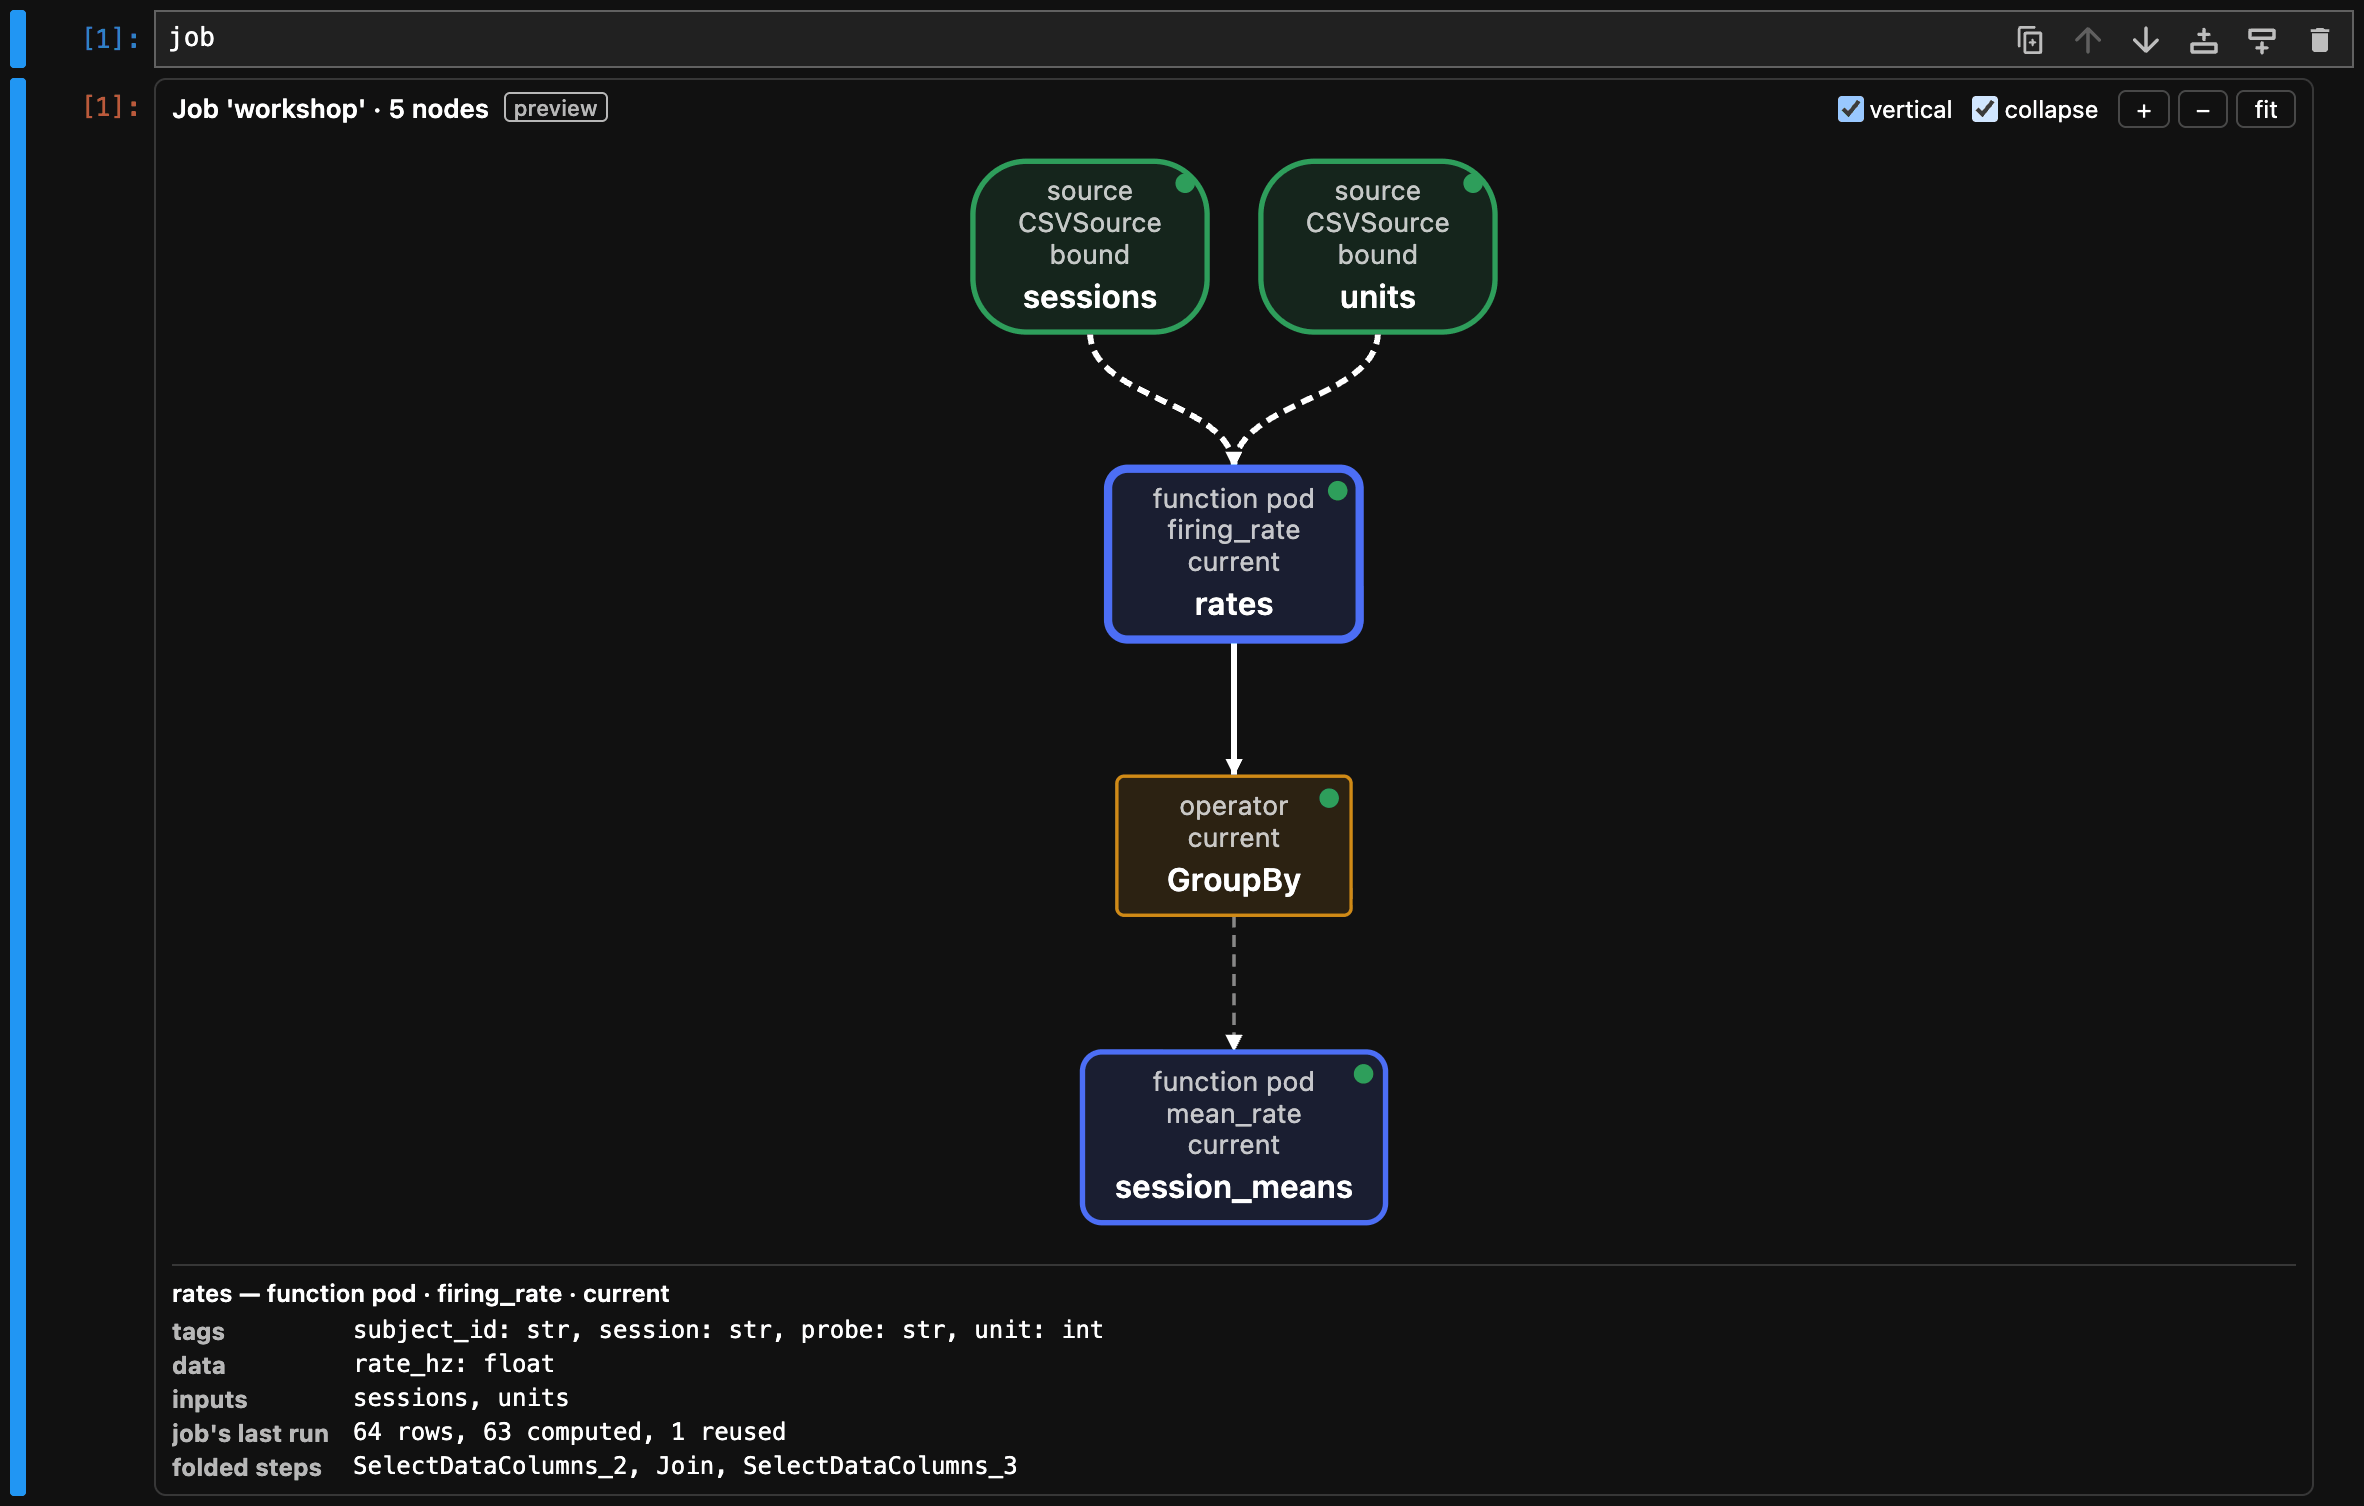 [1]: job
[1]: Job 'workshop' · 5 nodes preview vertical collapse + − fit
source
CSVSource
bound
sessions
source
CSVSource
bound
units
function pod
firing_rate
current
rates
operator
current
GroupBy
function pod
mean_rate
current
session_means
rates — function pod · firing_rate · current
tags subject_id: str, session: str, probe: str, unit: int
data rate_hz: float
inputs sessions, units
job's last run 64 rows, 63 computed, 1 reused
folded steps SelectDataColumns_2, Join, SelectDataColumns_3